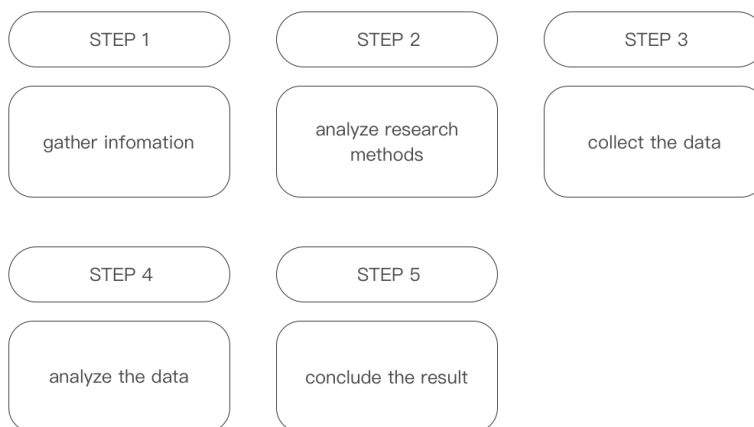 STEP 1
STEP 2
STEP 3
gather infomation
analyze research
methods
collect the data
STEP 4
STEP 5
analyze the data
conclude the result